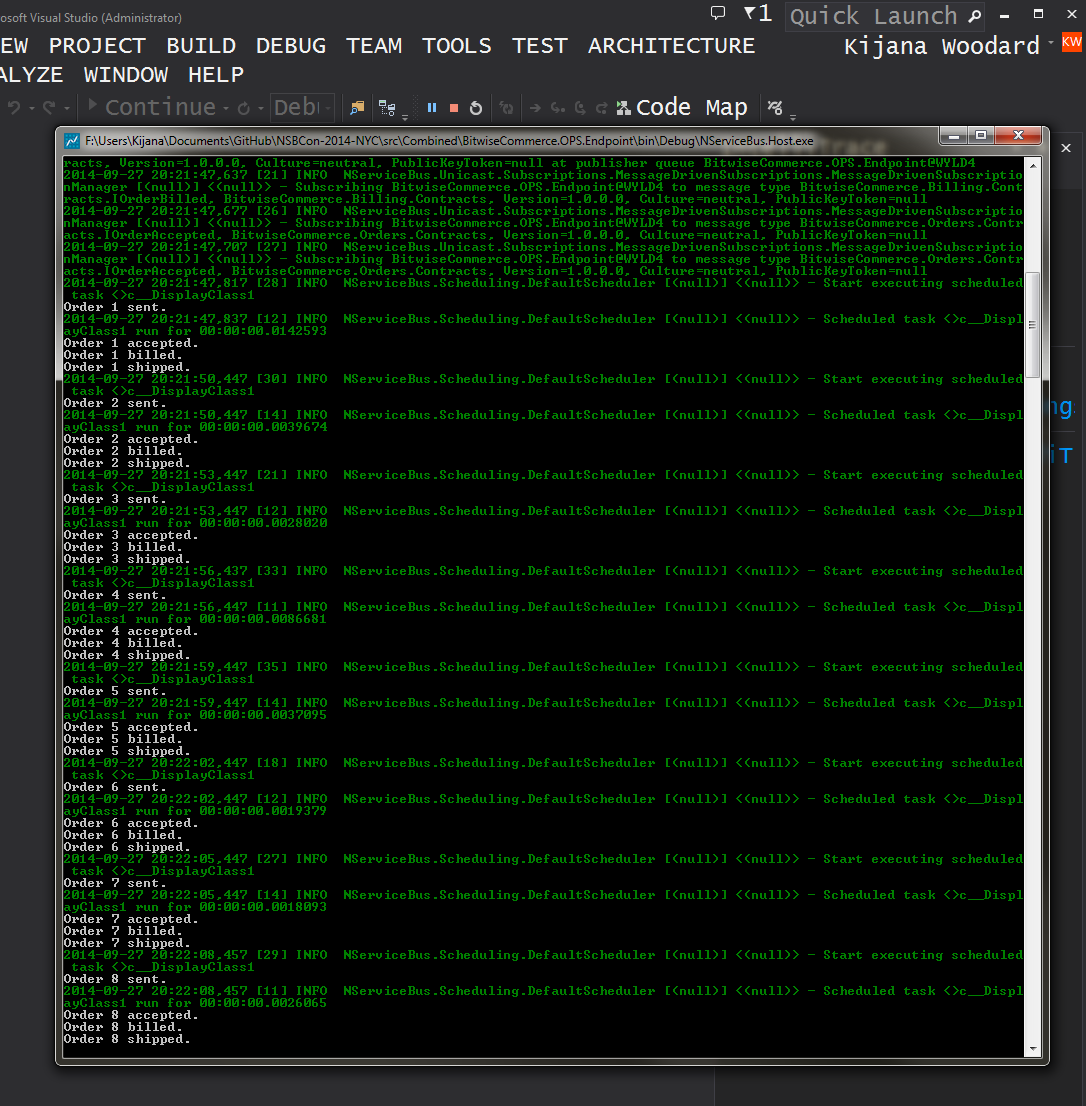 osoft Visual Studio (Administrator)
1
Quick Launch
EW PROJECT BUILD DEBUG TEAM TOOLS TEST ARCHITECTURE
Kijana Woodard
KW
ALYZE WINDOW HELP
Continue
Debu
Code Map
F:\Users\Kijana\Documents\GitHub\NSBCon-2014-NYC\src\Combined\BitwiseCommerce.OPS.Endpoint\bin\Debug\NServiceBus.Host.exe
racts, Version=1.0.0.0, Culture=neutral, PublicKeyToken=null at publisher queue BitwiseCommerce.OPS.Endpoint@WYLD4
2014-09-27 20:21:47,637 [21] INFO  NServiceBus.Unicast.Subscriptions.MessageDrivenSubscriptions.MessageDrivenSubscriptio
nManager [(null)] <(null)> - Subscribing BitwiseCommerce.OPS.Endpoint@WYLD4 to message type BitwiseCommerce.Billing.Cont
racts.IOrderBilled, BitwiseCommerce.Billing.Contracts, Version=1.0.0.0, Culture=neutral, PublicKeyToken=null
2014-09-27 20:21:47,677 [26] INFO  NServiceBus.Unicast.Subscriptions.MessageDrivenSubscriptions.MessageDrivenSubscriptio
nManager [(null)] <(null)> - Subscribing BitwiseCommerce.OPS.Endpoint@WYLD4 to message type BitwiseCommerce.Orders.Contr
acts.IOrderAccepted, BitwiseCommerce.Orders.Contracts, Version=1.0.0.0, Culture=neutral, PublicKeyToken=null
2014-09-27 20:21:47,707 [27] INFO  NServiceBus.Unicast.Subscriptions.MessageDrivenSubscriptions.MessageDrivenSubscriptio
nManager [(null)] <(null)> - Subscribing BitwiseCommerce.OPS.Endpoint@WYLD4 to message type BitwiseCommerce.Orders.Contr
acts.IOrderAccepted, BitwiseCommerce.Orders.Contracts, Version=1.0.0.0, Culture=neutral, PublicKeyToken=null
2014-09-27 20:21:47,817 [28] INFO  NServiceBus.Scheduling.DefaultScheduler [(null)] <(null)> - Start executing scheduled
 task <>c__DisplayClass1
Order 1 sent.
2014-09-27 20:21:47,837 [12] INFO  NServiceBus.Scheduling.DefaultScheduler [(null)] <(null)> - Scheduled task <>c__Displ
ayClass1 run for 00:00:00.0142593
Order 1 accepted.
Order 1 billed.
Order 1 shipped.
2014-09-27 20:21:50,447 [30] INFO  NServiceBus.Scheduling.DefaultScheduler [(null)] <(null)> - Start executing scheduled
 task <>c__DisplayClass1
Order 2 sent.
2014-09-27 20:21:50,447 [14] INFO  NServiceBus.Scheduling.DefaultScheduler [(null)] <(null)> - Scheduled task <>c__Displ
ayClass1 run for 00:00:00.0039674
Order 2 accepted.
Order 2 billed.
Order 2 shipped.
2014-09-27 20:21:53,447 [21] INFO  NServiceBus.Scheduling.DefaultScheduler [(null)] <(null)> - Start executing scheduled
 task <>c__DisplayClass1
Order 3 sent.
2014-09-27 20:21:53,447 [12] INFO  NServiceBus.Scheduling.DefaultScheduler [(null)] <(null)> - Scheduled task <>c__Displ
ayClass1 run for 00:00:00.0028020
Order 3 accepted.
Order 3 billed.
Order 3 shipped.
2014-09-27 20:21:56,437 [33] INFO  NServiceBus.Scheduling.DefaultScheduler [(null)] <(null)> - Start executing scheduled
 task <>c__DisplayClass1
Order 4 sent.
2014-09-27 20:21:56,447 [11] INFO  NServiceBus.Scheduling.DefaultScheduler [(null)] <(null)> - Scheduled task <>c__Displ
ayClass1 run for 00:00:00.0086681
Order 4 accepted.
Order 4 billed.
Order 4 shipped.
2014-09-27 20:21:59,447 [35] INFO  NServiceBus.Scheduling.DefaultScheduler [(null)] <(null)> - Start executing scheduled
 task <>c__DisplayClass1
Order 5 sent.
2014-09-27 20:21:59,447 [14] INFO  NServiceBus.Scheduling.DefaultScheduler [(null)] <(null)> - Scheduled task <>c__Displ
ayClass1 run for 00:00:00.0037095
Order 5 accepted.
Order 5 billed.
Order 5 shipped.
2014-09-27 20:22:02,447 [18] INFO  NServiceBus.Scheduling.DefaultScheduler [(null)] <(null)> - Start executing scheduled
 task <>c__DisplayClass1
Order 6 sent.
2014-09-27 20:22:02,447 [12] INFO  NServiceBus.Scheduling.DefaultScheduler [(null)] <(null)> - Scheduled task <>c__Displ
ayClass1 run for 00:00:00.0019379
Order 6 accepted.
Order 6 billed.
Order 6 shipped.
2014-09-27 20:22:05,447 [27] INFO  NServiceBus.Scheduling.DefaultScheduler [(null)] <(null)> - Start executing scheduled
 task <>c__DisplayClass1
Order 7 sent.
2014-09-27 20:22:05,447 [14] INFO  NServiceBus.Scheduling.DefaultScheduler [(null)] <(null)> - Scheduled task <>c__Displ
ayClass1 run for 00:00:00.0018093
Order 7 accepted.
Order 7 billed.
Order 7 shipped.
2014-09-27 20:22:08,457 [29] INFO  NServiceBus.Scheduling.DefaultScheduler [(null)] <(null)> - Start executing scheduled
 task <>c__DisplayClass1
Order 8 sent.
2014-09-27 20:22:08,457 [11] INFO  NServiceBus.Scheduling.DefaultScheduler [(null)] <(null)> - Scheduled task <>c__Displ
ayClass1 run for 00:00:00.0026065
Order 8 accepted.
Order 8 billed.
Order 8 shipped.
ng.
iT